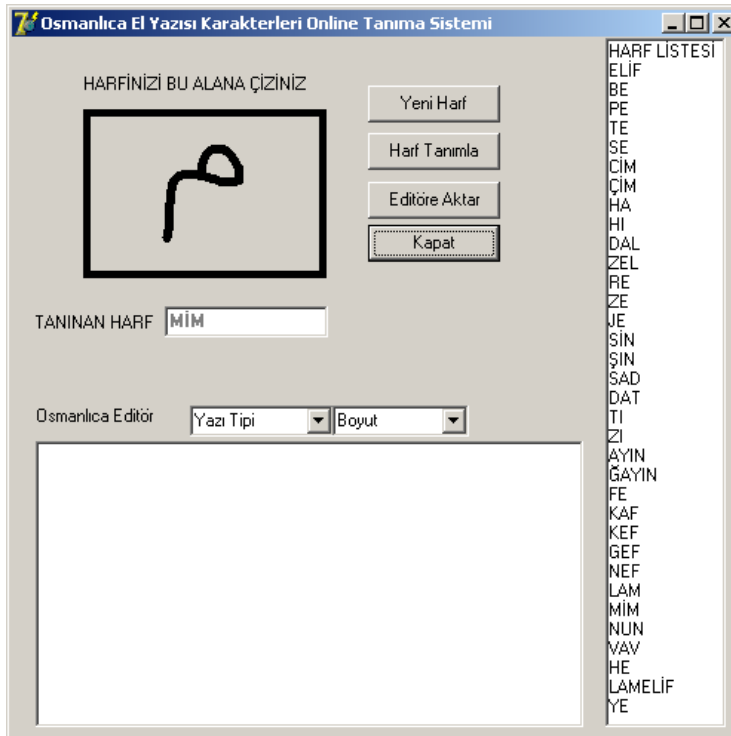 Osmanlıca El Yazısı Karakterleri Online Tanıma Sistemi
HARFİNİZİ BU ALANA ÇİZİNİZ
م
Yeni Harf
Harf Tanımla
Editöre Aktar
Kapat
TANINAN HARF MİM
Osmanlıca Editör Yazı Tipi Boyut
HARF LİSTESİ
ELİF
BE
PE
TE
SE
CİM
ÇİM
HA
HI
DAL
ZEL
RE
ZE
JE
SİN
ŞIN
SAD
DAT
TI
ZI
AYIN
ĞAYIN
FE
KAF
KEF
GEF
NEF
LAM
MİM
NUN
VAV
HE
LAMELİF
YE